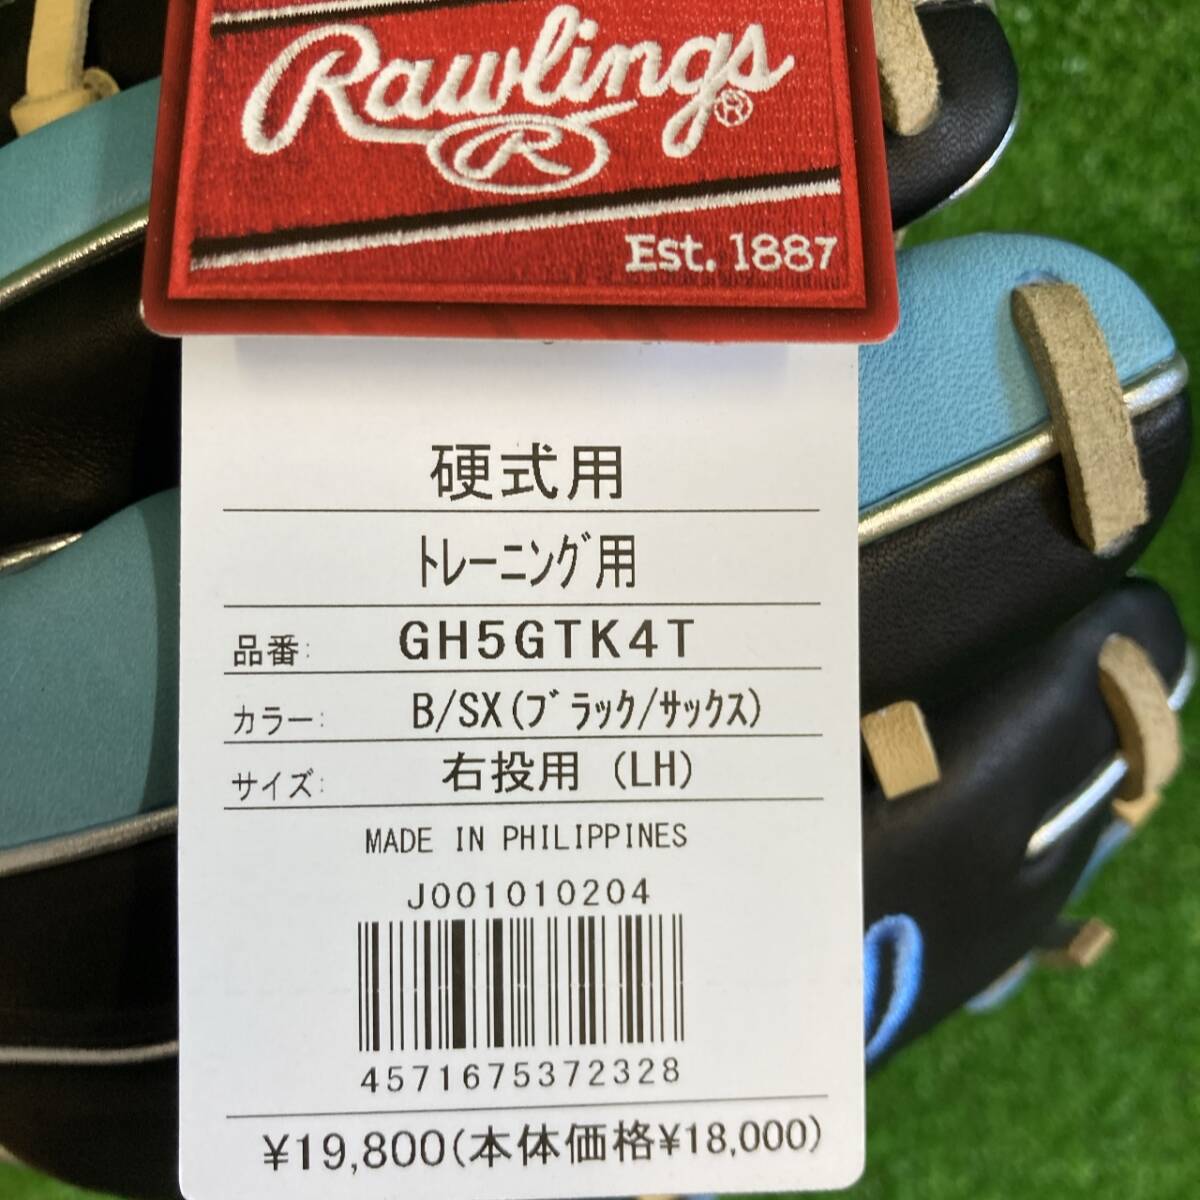 Rawlings®
R
Est. 1887
硬式用
トレーニング用
品番: GH5GTK4T
カラー: B/SX(ブラック/サックス)
サイズ: 右投用 (LH)
MADE IN PHILIPPINES
J001010204
4571675372328
¥19,800(本体価格¥18,000)